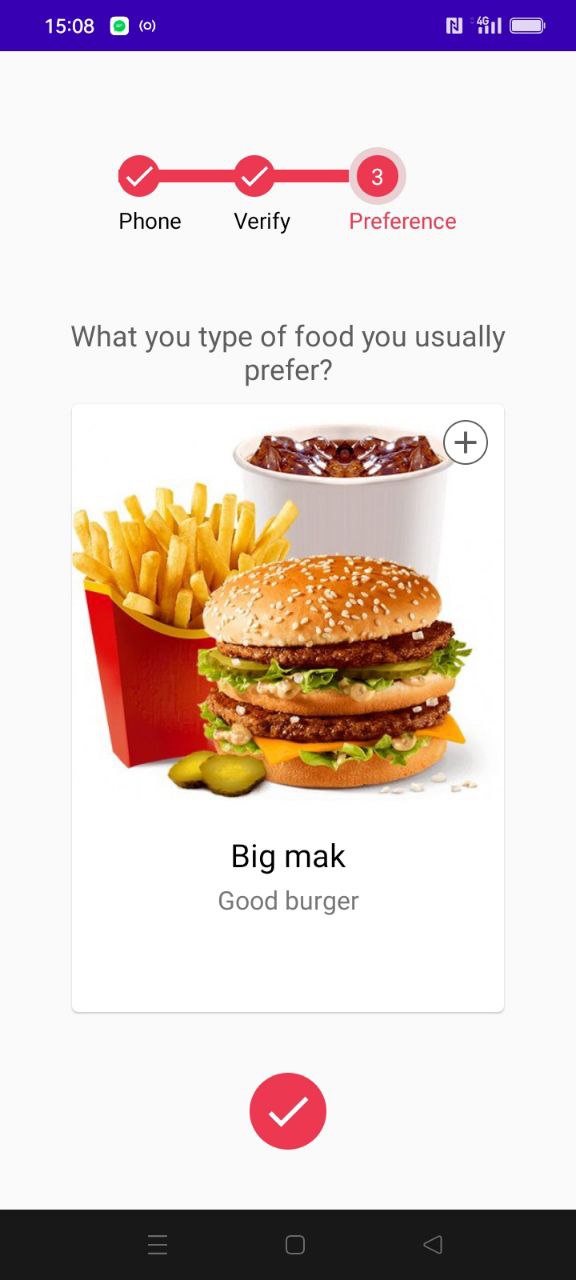 15:08
4G
3
Phone
Verify
Preference
What you type of food you usually
prefer?
Big mak
Good burger